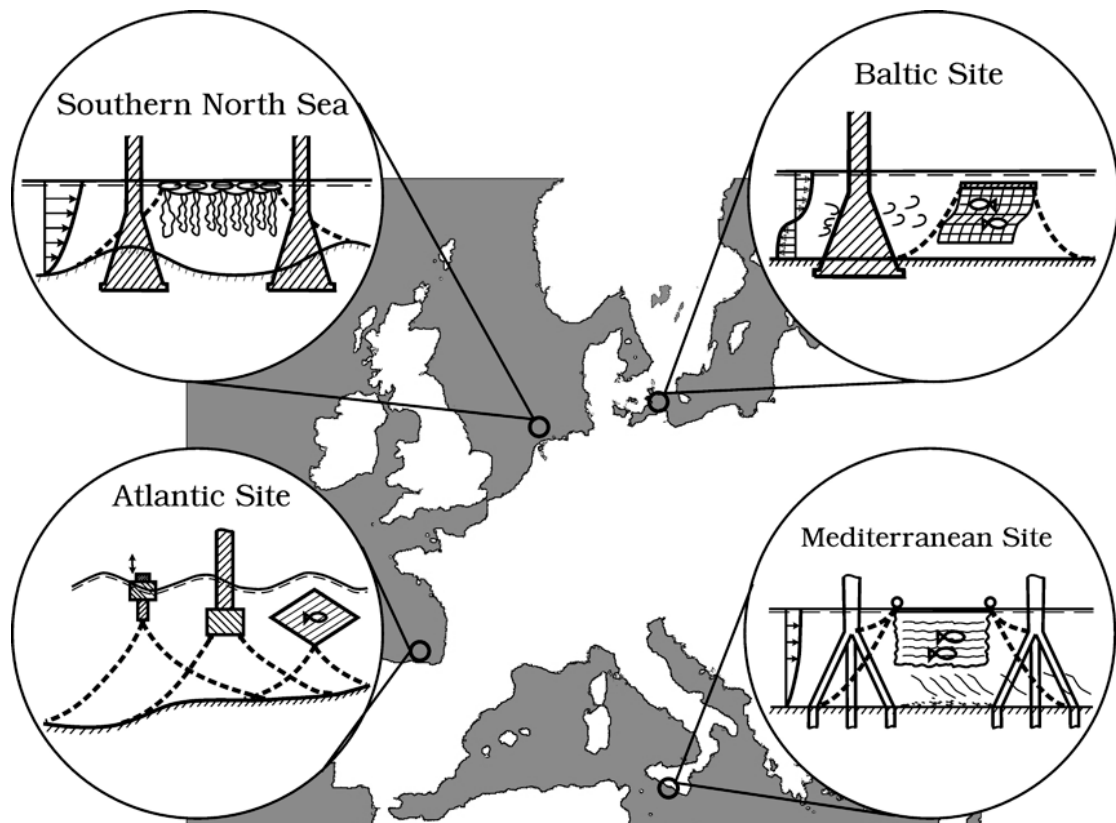 Southern North Sea
Baltic Site
Atlantic Site
Mediterranean Site